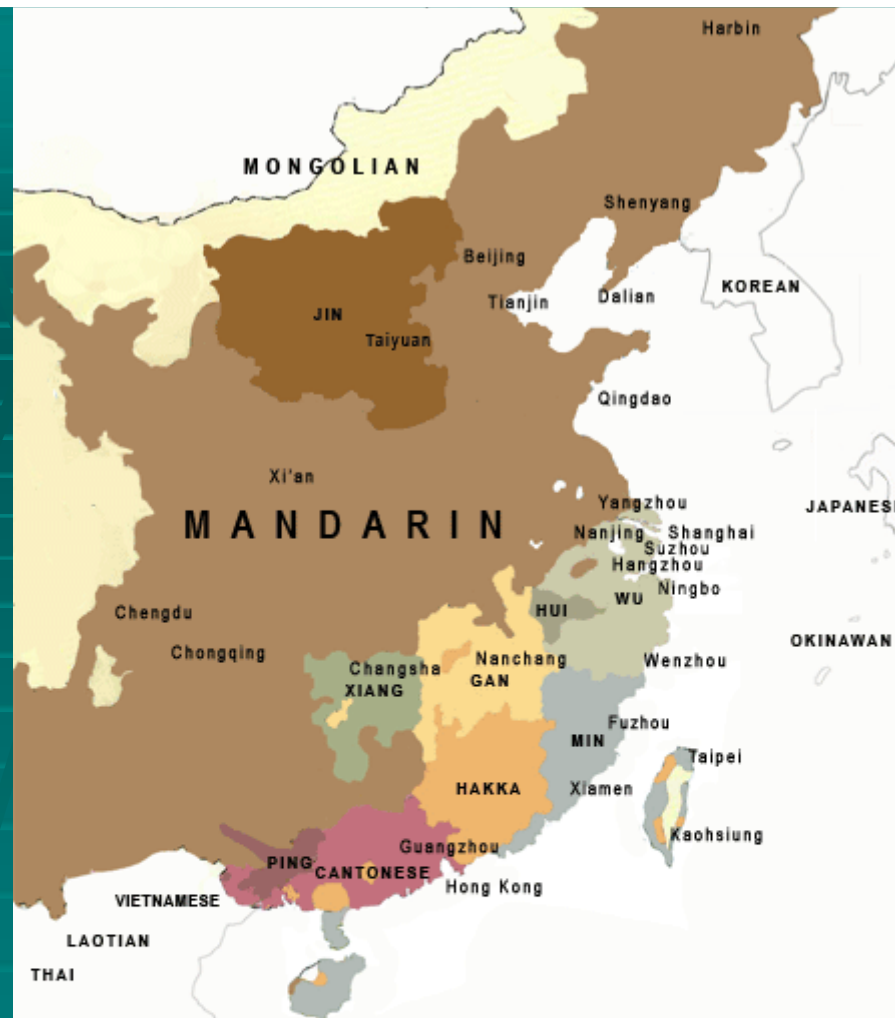 Harbin
MONGOLIAN
Shenyang
Beijing
Tianjin
Dalian
KOREAN
JIN
Taiyuan
Qingdao
Xi'an
MANDARIN
Yangzhou
JAPANES
Nanjing
Shanghai
Suzhou
Hangzhou
Ningbo
HUI
WU
Chengdu
OKINAWAN
Chongqing
Changsha
Nanchang
Wenzhou
XIANG
GAN
Fuzhou
MIN
Taipei
HAKKA
Xiamen
Kaohsiung
Guangzhou
PING
CANTONESE
Hong Kong
VIETNAMESE
LAOTIAN
THAI